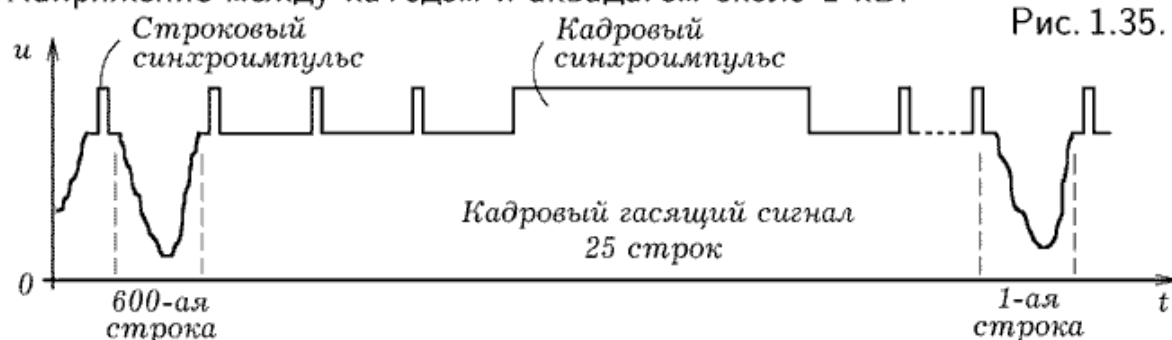 Рис. 1.35.
u
Строковый
синхроимпульс
Кадровый
синхроимпульс
Кадровый гасящий сигнал
25 строк
0
600-ая
строка
1-ая
строка
t